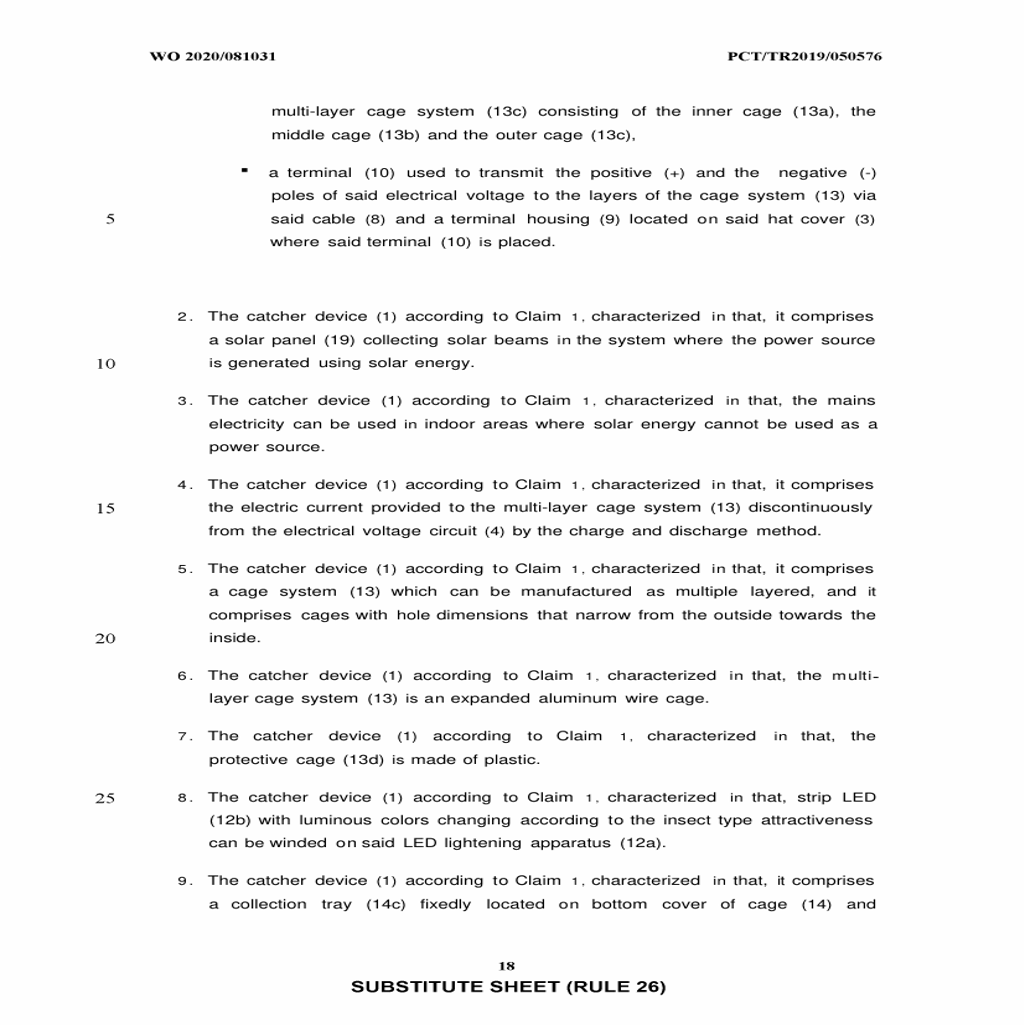 WO 2020/081031 PCT/TR2019/050576
multi-layer cage system (13c) consisting of the inner cage (13a), the
middle cage (13b) and the outer cage (13c),
▪ a terminal (10) used to transmit the positive (+) and the negative (-)
poles of said electrical voltage to the layers of the cage system (13) via
5 said cable (8) and a terminal housing (9) located on said hat cover (3)
where said terminal (10) is placed.
2. The catcher device (1) according to Claim 1, characterized in that, it comprises
a solar panel (19) collecting solar beams in the system where the power source
10 is generated using solar energy.
3. The catcher device (1) according to Claim 1, characterized in that, the mains
electricity can be used in indoor areas where solar energy cannot be used as a
power source.
4. The catcher device (1) according to Claim 1, characterized in that, it comprises
15 the electric current provided to the multi-layer cage system (13) discontinuously
from the electrical voltage circuit (4) by the charge and discharge method.
5. The catcher device (1) according to Claim 1, characterized in that, it comprises
a cage system (13) which can be manufactured as multiple layered, and it
comprises cages with hole dimensions that narrow from the outside towards the
20 inside.
6. The catcher device (1) according to Claim 1, characterized in that, the multi-
layer cage system (13) is an expanded aluminum wire cage.
7. The catcher device (1) according to Claim 1, characterized in that, the
protective cage (13d) is made of plastic.
25 8. The catcher device (1) according to Claim 1, characterized in that, strip LED
(12b) with luminous colors changing according to the insect type attractiveness
can be winded on said LED lightening apparatus (12a).
9. The catcher device (1) according to Claim 1, characterized in that, it comprises
a collection tray (14c) fixedly located on bottom cover of cage (14) and
18
SUBSTITUTE SHEET (RULE 26)